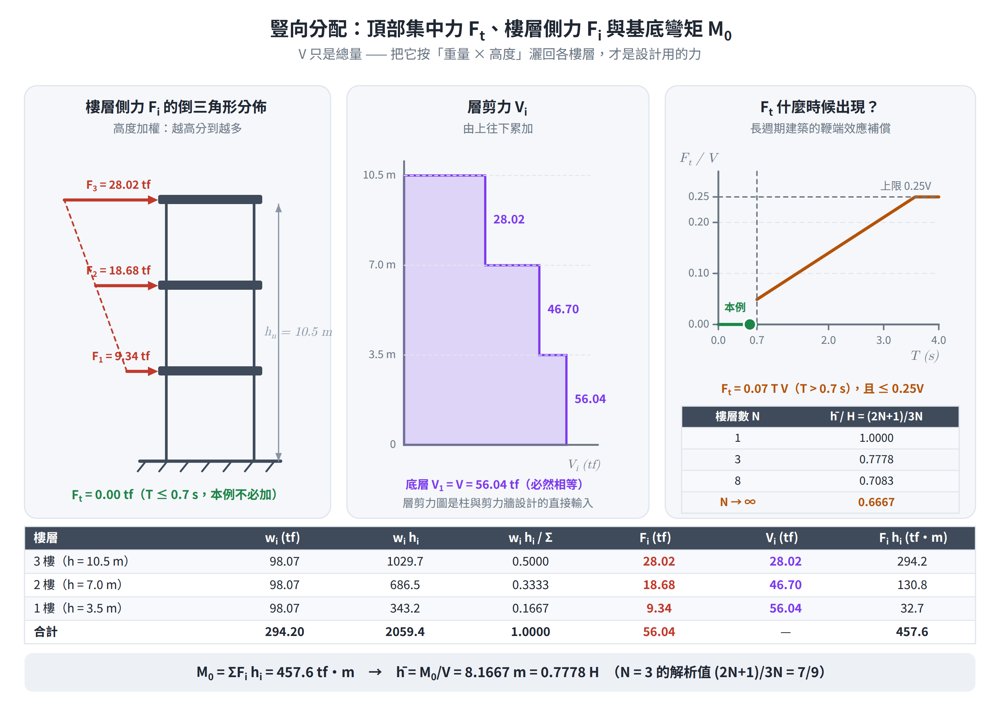 豎向分配：頂部集中力 Ft、樓層側力 Fi 與基底彎矩 M0
V 只是總量 —— 把它按「重量 × 高度」灑回各樓層，才是設計用的力
樓層側力 Fi 的倒三角形分佈
高度加權：越高分到越多
F3 = 28.02 tf
F2 = 18.68 tf
hn = 10.5 m
F1 = 9.34 tf
Ft = 0.00 tf（T ≤ 0.7 s，本例不必加）
層剪力 Vi
由上往下累加
10.5 m
28.02
7.0 m
46.70
3.5 m
56.04
0
Vi (tf)
底層 V1 = V = 56.04 tf（必然相等）
層剪力圖是柱與剪力牆設計的直接輸入
Ft 什麼時候出現？
長週期建築的鞭端效應補償
Ft / V
上限 0.25V
0.25
0.20
0.10
本例
0.00
0.0 0.7 2.0 3.0 4.0
T (s)
Ft = 0.07 T V（T > 0.7 s），且 ≤ 0.25V
樓層數 N h̄ / H = (2N+1)/3N
1 1.0000
3 0.7778
8 0.7083
N → ∞ 0.6667
樓層 wi (tf) wi hi wi hi / Σ Fi (tf) Vi (tf) Fi hi (tf・m)
3 樓（h = 10.5 m） 98.07 1029.7 0.5000 28.02 28.02 294.2
2 樓（h = 7.0 m） 98.07 686.5 0.3333 18.68 46.70 130.8
1 樓（h = 3.5 m） 98.07 343.2 0.1667 9.34 56.04 32.7
合計 294.20 2059.4 1.0000 56.04 — 457.6
M0 = ΣFi hi = 457.6 tf・m → h̄ = M0/V = 8.1667 m = 0.7778 H （N = 3 的解析值 (2N+1)/3N = 7/9）